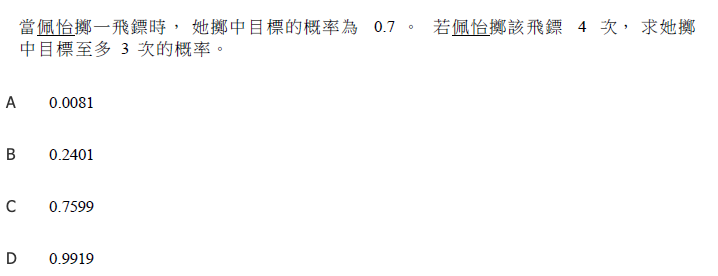 當佩怡擲一飛鏢時，她擲中目標的概率為 0.7 。 若佩怡擲該飛鏢 4 次，求她擲
中目標至多 3 次的概率。
A 0.0081
B 0.2401
C 0.7599
D 0.9919